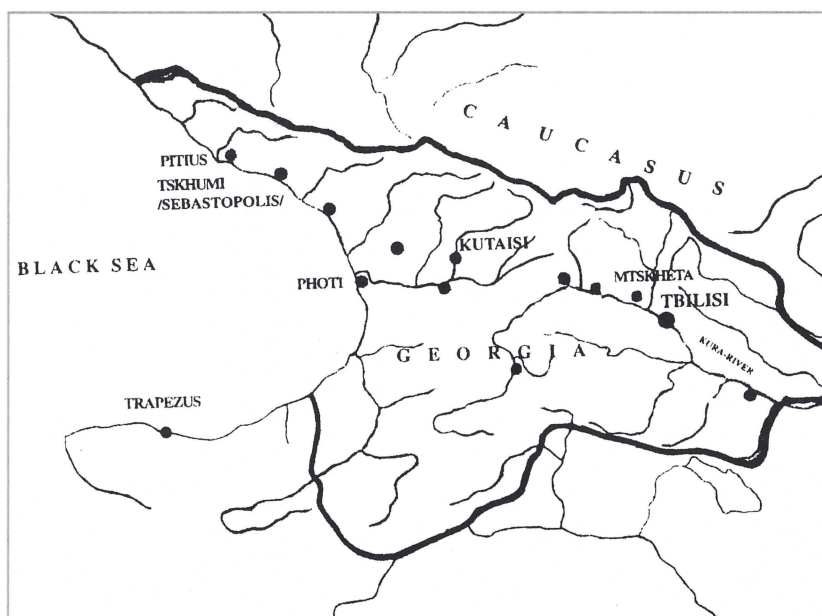 CAUCASUS
PITIUS
TSKHUMI
/SEBASTOPOLIS/
KUTAISI
BLACK SEA
MTSKHETA
PHOTI
TBILISI
GEORGIA
KURA-RIVER
TRAPEZUS